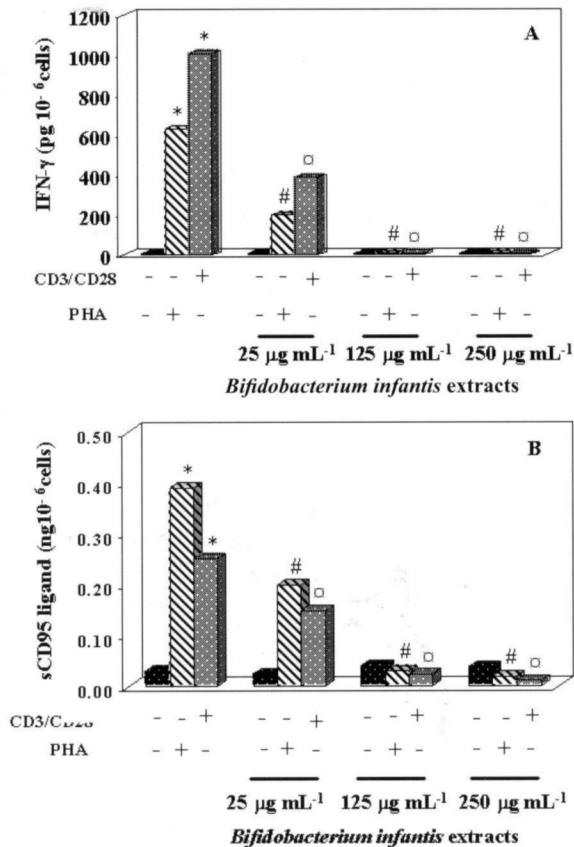 1200
A
1000
800
600
400
200
0
IFN-γ (pg 10- ⁶cells)
* * # ¤ # ¤ # ¤
CD3/CD28 - - + - - + - - + - - +
PHA - + - - + - - + - - + -
25 µg mL⁻¹ 125 µg mL⁻¹ 250 µg mL⁻¹
Bifidobacterium infantis extracts
0.50
B
0.40
0.30
0.20
0.10
0.00
sCD95 ligand (ng10- ⁶cells)
* * # ¤ # ¤ # ¤
- - + - - + - - + - - +
PHA - + - - + - - + - - + -
25 µg mL⁻¹ 125 µg mL⁻¹ 250 µg mL⁻¹
Bifidobacterium infantis extracts